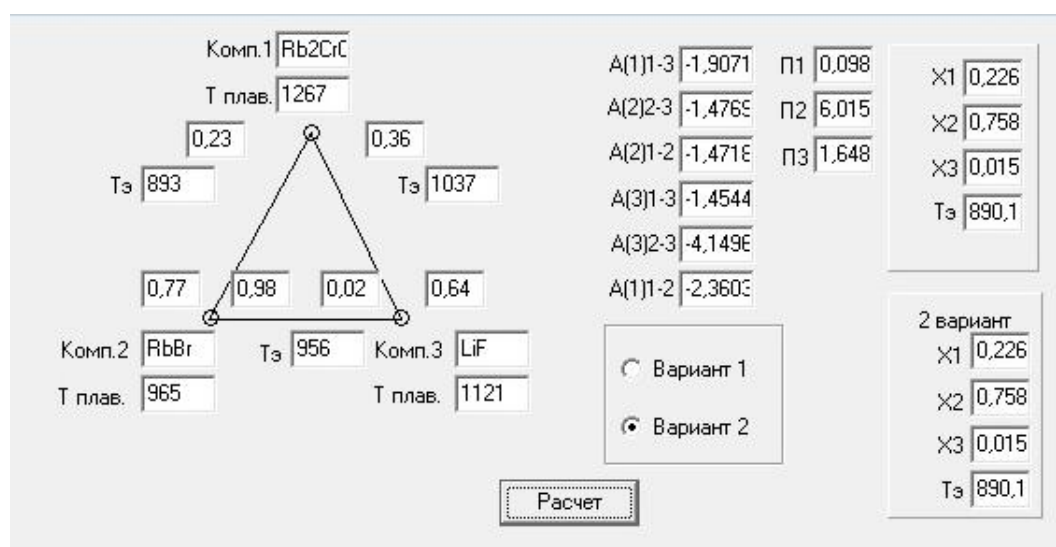 Комп.1 Rb2CrO
Т плав. 1267
0,23 0,36
Тэ 893 Тэ 1037
0,77 0,98 0,02 0,64
Комп.2 RbBr Тэ 956 Комп.3 LiF
Т плав. 965 Т плав. 1121
А(1)1-3 -1,9071 П1 0,098
А(2)2-3 -1,4769 П2 6,015
А(2)1-2 -1,4718 П3 1,648
А(3)1-3 -1,4544
А(3)2-3 -4,1496
А(1)1-2 -2,3603
Вариант 1
Вариант 2
Расчет
X1 0,226
X2 0,758
X3 0,015
Тэ 890,1
2 вариант
X1 0,226
X2 0,758
X3 0,015
Тэ 890,1